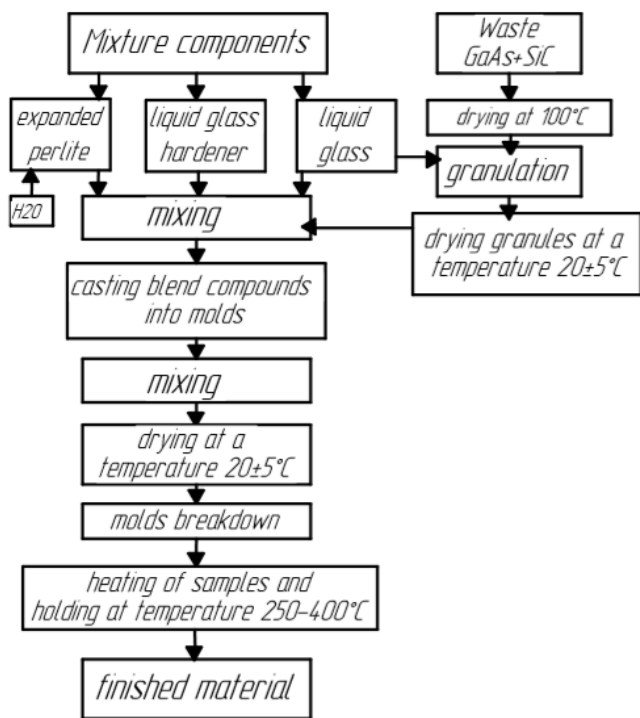 Mixture components
Waste
GaAs+SiC
expanded
perlite
liquid glass
hardener
liquid
glass
drying at 100°C
granulation
H2O
mixing
drying granules at a
temperature 20±5°C
casting blend compounds
into molds
mixing
drying at a
temperature 20±5°C
molds breakdown
heating of samples and
holding at temperature 250–400°C
finished material